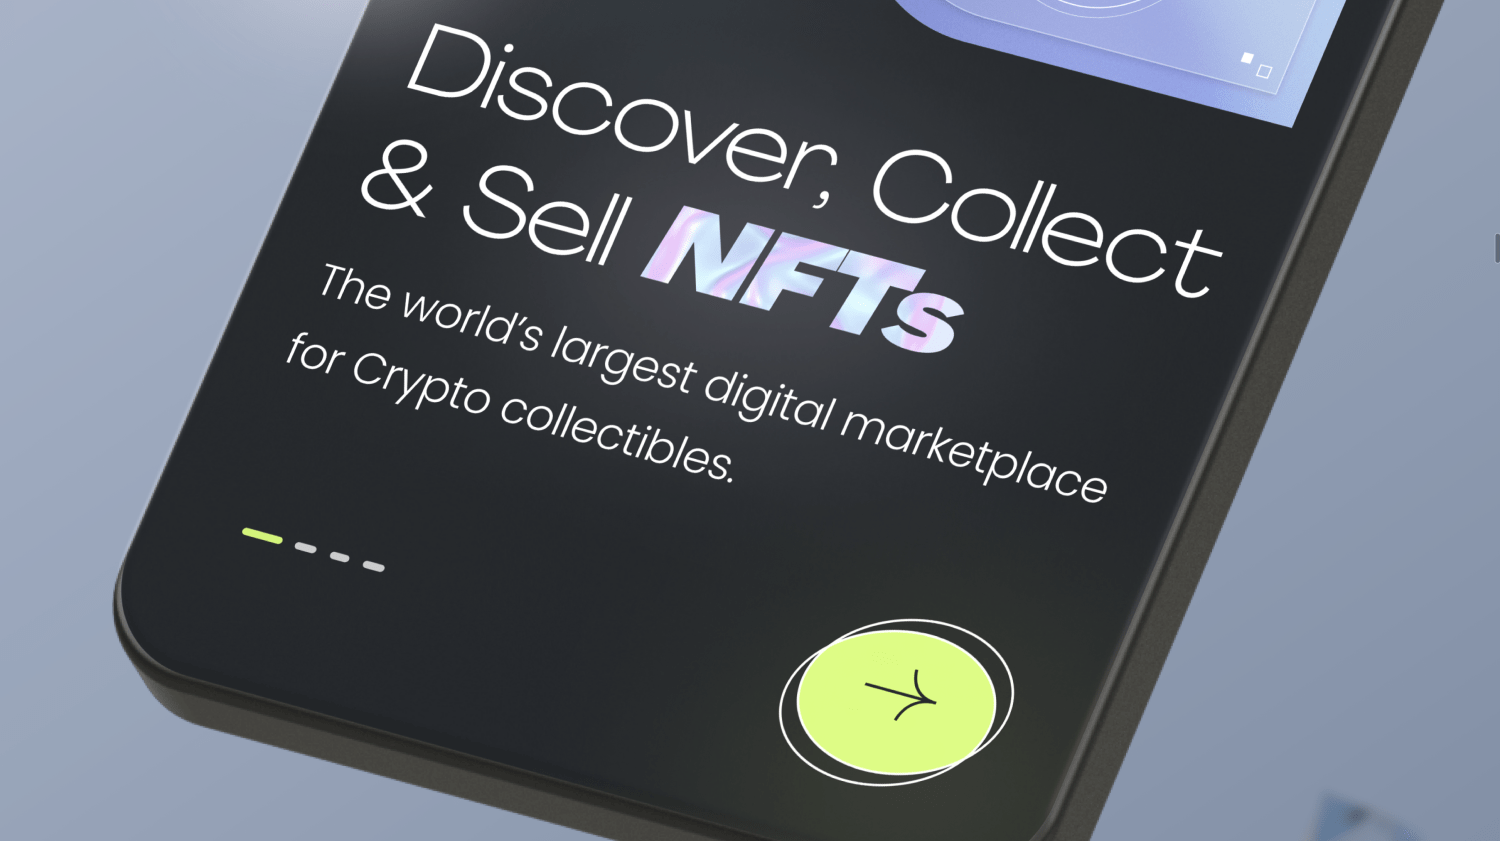 Discover, Collect
& Sell NFTs
The world's largest digital marketplace
for Crypto collectibles.